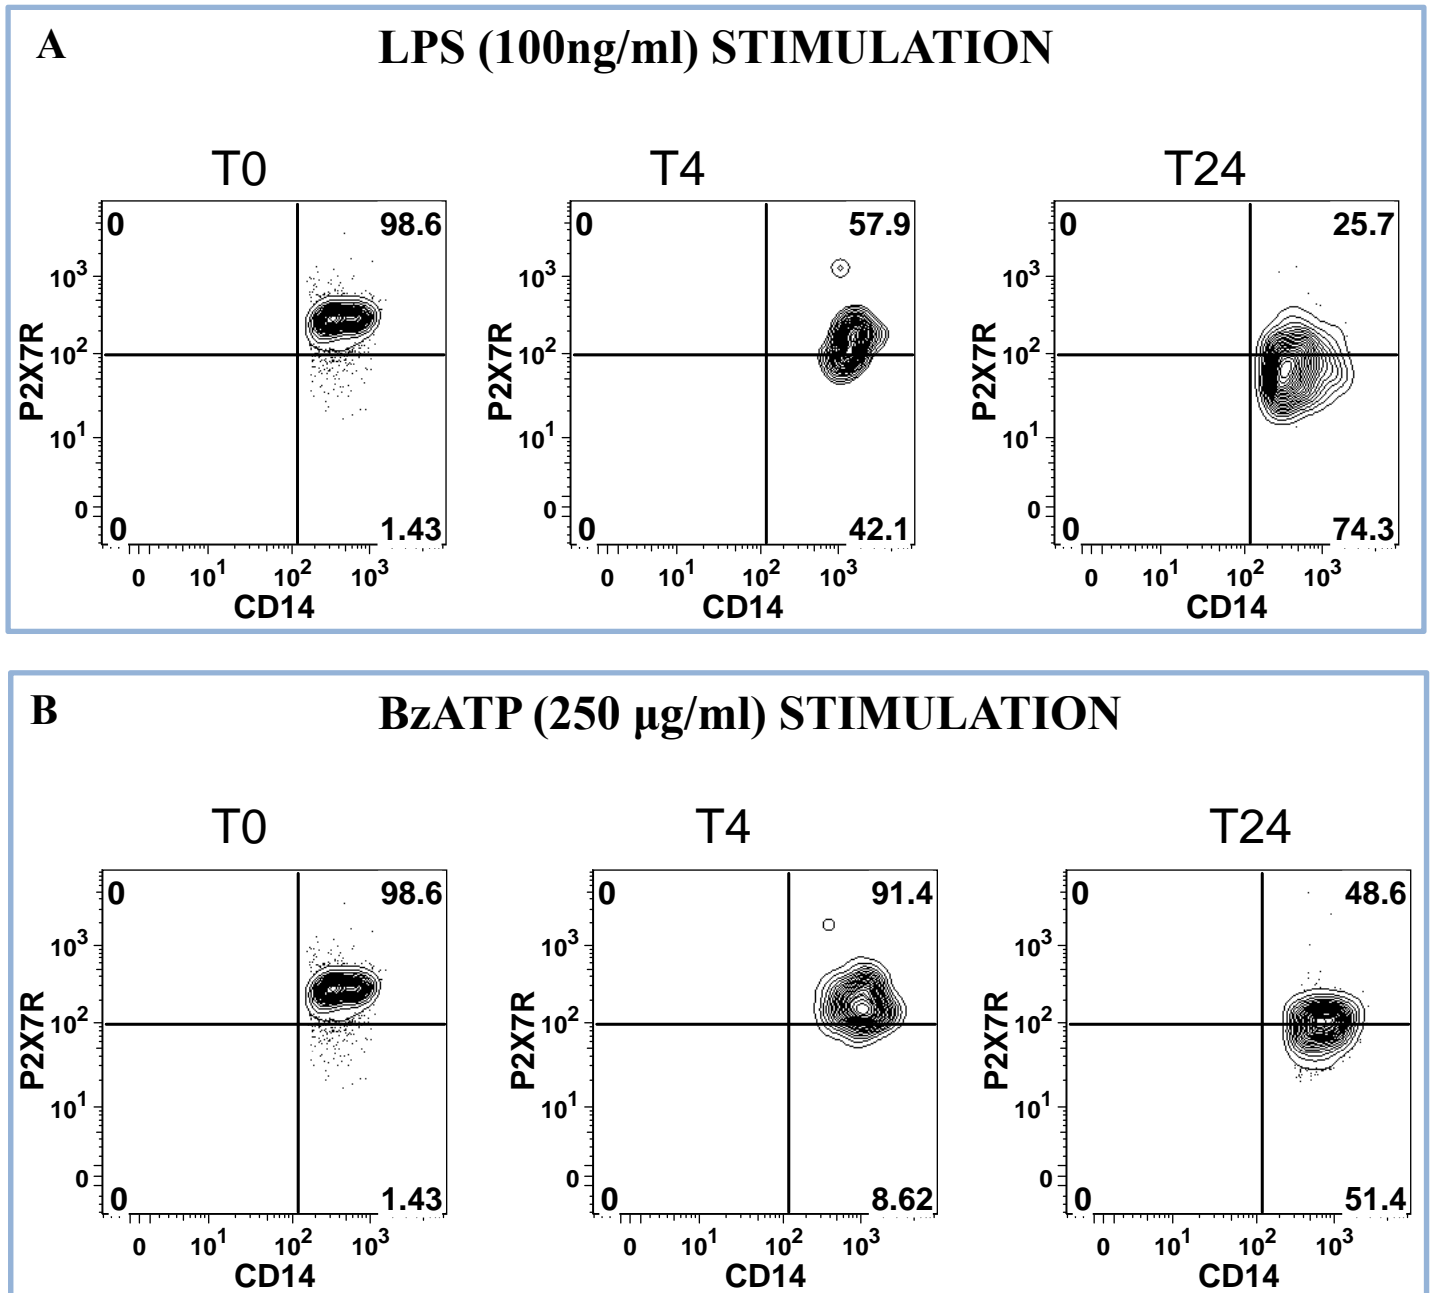 A
LPS (100ng/ml) STIMULATION
T0
T4
T24
0 98.6
10³
10²
10¹
0
P2X7R
0 1.43
0 10¹ 10² 10³
CD14
0 57.9
10³
10²
10¹
0
P2X7R
0 42.1
0 10¹ 10² 10³
CD14
0 25.7
10³
10²
10¹
0
P2X7R
0 74.3
0 10¹ 10² 10³
CD14
B
BzATP (250 µg/ml) STIMULATION
T0
T4
T24
0 98.6
10³
10²
10¹
0
P2X7R
0 1.43
0 10¹ 10² 10³
CD14
0 91.4
10³
10²
10¹
0
P2X7R
0 8.62
0 10¹ 10² 10³
CD14
0 48.6
10³
10²
10¹
0
P2X7R
0 51.4
0 10¹ 10² 10³
CD14